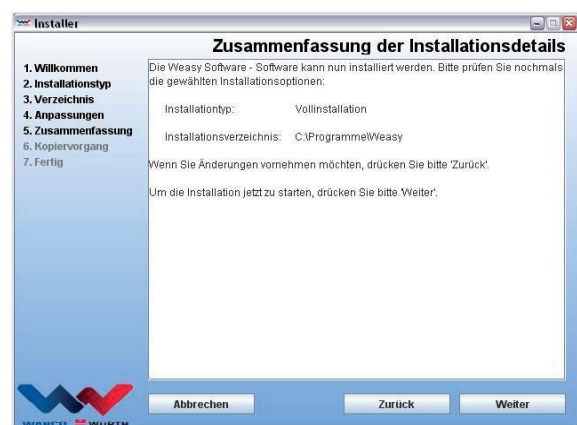 Installer
Zusammenfassung der Installationsdetails
1. Willkommen
2. Installationstyp
3. Verzeichnis
4. Anpassungen
5. Zusammenfassung
6. Kopiervorgang
7. Fertig
Die Weasy Software - Software kann nun installiert werden. Bitte prüfen Sie nochmals
die gewählten Installationsoptionen:
Installationtyp: Vollinstallation
Installationsverzeichnis: C:\Programme\Weasy
Wenn Sie Änderungen vornehmen möchten, drücken Sie bitte 'Zurück'.
Um die Installation jetzt zu starten, drücken Sie bitte 'Weiter'.
Abbrechen Zurück Weiter
WABCO WÜRTH